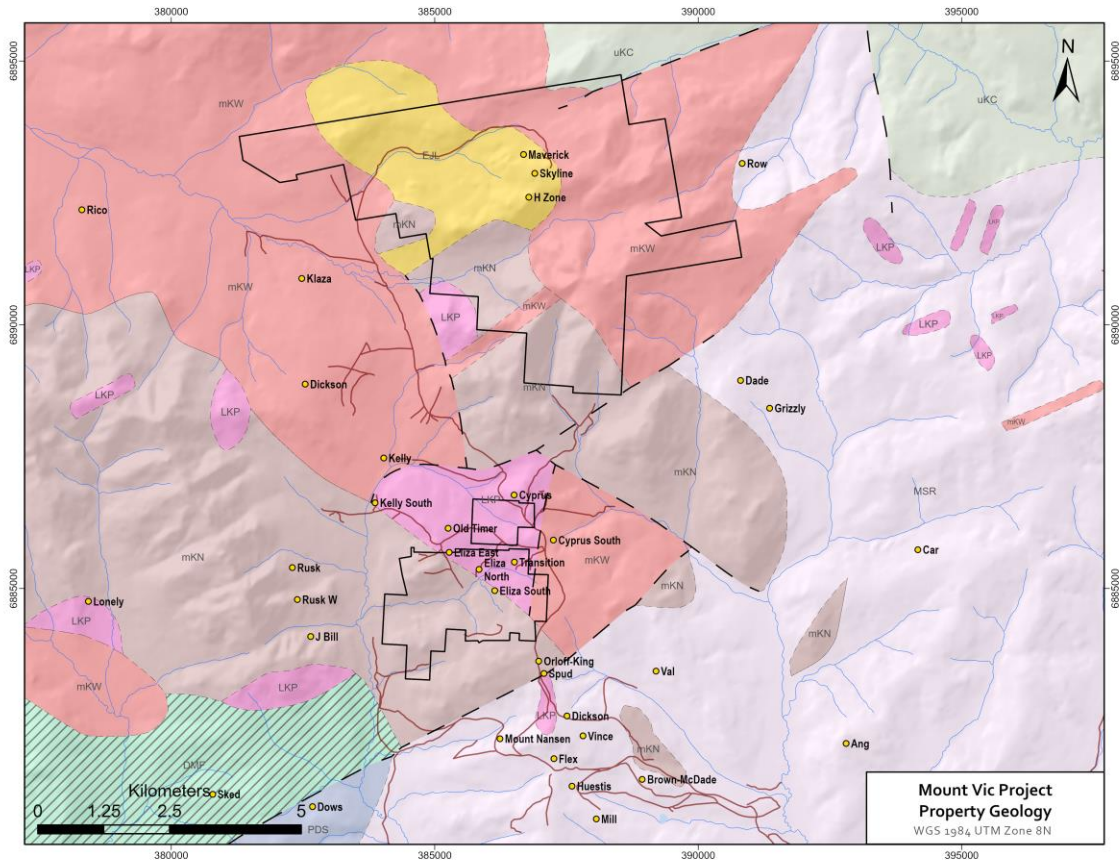 380000
385000
390000
395000
6895000
6895000
uKC
N
mKW
uKC
EJL
Maverick
Row
Skyline
H Zone
Rico
mKN
LKP
LKP
mKW
mKN
LKP
Klaza
mKW
LKP
mKW
LKP
LKP
6890000
6890000
LKP
Dickson
mKN
Dade
LKP
LKP
Grizzly
mKW
Kelly
mKN
MSR
LKP
Cyprus
Kelly South
Old Timer
Cyprus South
mKN
Eliza East
mKW
Car
Rusk
Eliza
North
Transition
6885000
6885000
Lonely
Rusk W
Eliza South
mKN
LKP
J Bill
mKN
Orloff-King
Spud
Val
mKW
LKP
LKP
Dickson
Mount Nansen
Vince
mKN
Ang
DMF
Flex
Kilometers
Sked
Huestis
Brown-McDade
Mount Vic Project
Property Geology
WGS 1984 UTM Zone 8N
0
1.25
2.5
5
Dows
Mill
PDS
380000
385000
390000
395000